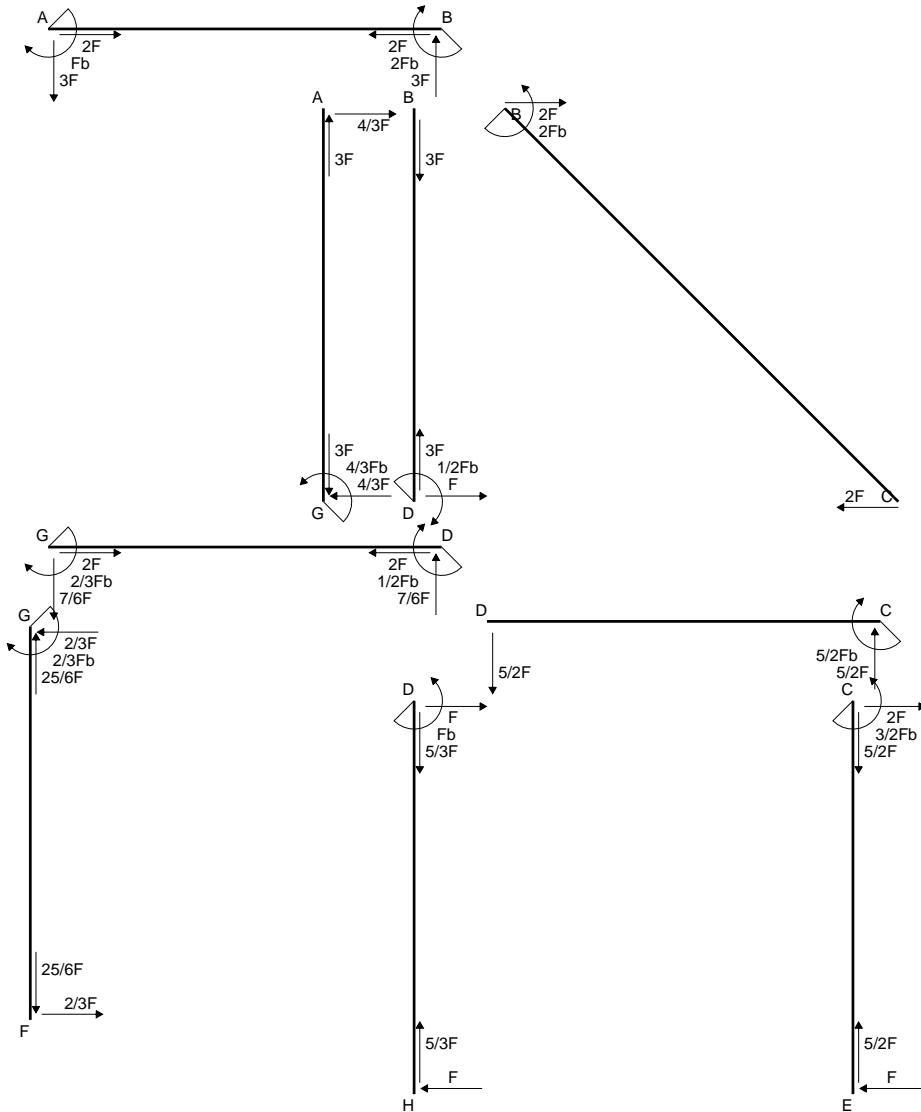 A B
2F 2F
Fb 2Fb
3F 3F
A B
4/3F
B 2F
2Fb
3F 3F
3F 3F
4/3Fb 1/2Fb
4/3F F
G D
2F C
G D
2F 2F
2/3Fb 1/2Fb
7/6F 7/6F
D C
G
2/3F
2/3Fb
25/6F
5/2Fb
5/2F 5/2F
D C
F 2F
Fb 3/2Fb
5/3F 5/2F
25/6F
2/3F
F
5/3F 5/2F
F F
H E